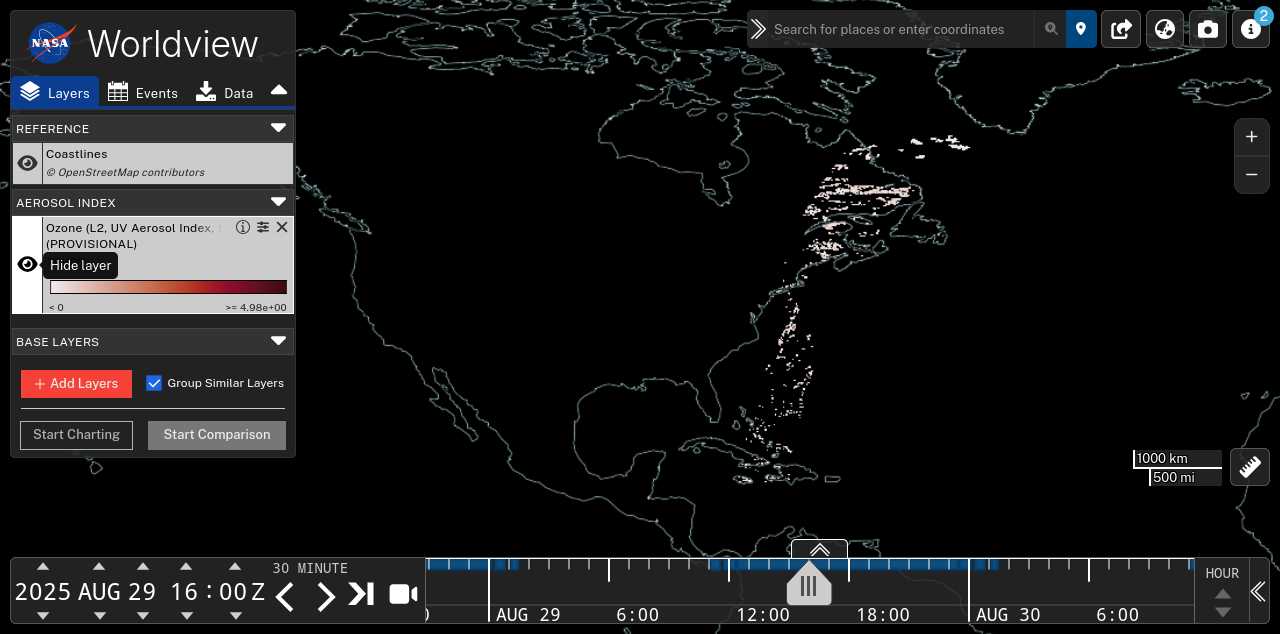 NASA
Worldview
Layers
Events
Data
REFERENCE
Coastlines
© OpenStreetMap contributors
AEROSOL INDEX
Ozone (L2, UV Aerosol Index,
(PROVISIONAL)
Hide layer
< 0
>= 4.98e+00
BASE LAYERS
+ Add Layers
Group Similar Layers
Start Charting
Start Comparison
Search for places or enter coordinates
2
+
−
1000 km
500 mi
2025 AUG 29 16 : 00 Z
30 MINUTE
AUG 29
6:00
12:00
18:00
AUG 30
6:00
HOUR